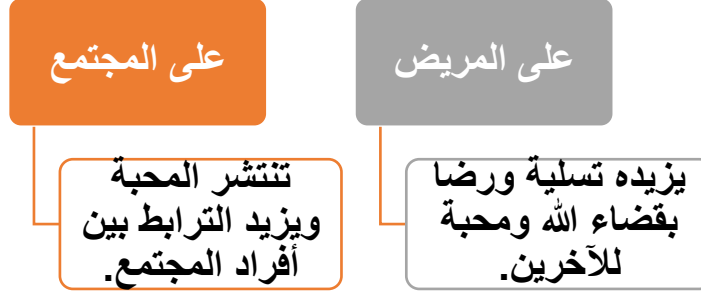 على المريض
يزيده تسلية ورضا
بقضاء الله ومحبة
للآخرين.
على المجتمع
تنتشر المحبة
ويزيد الترابط بين
أفراد المجتمع.